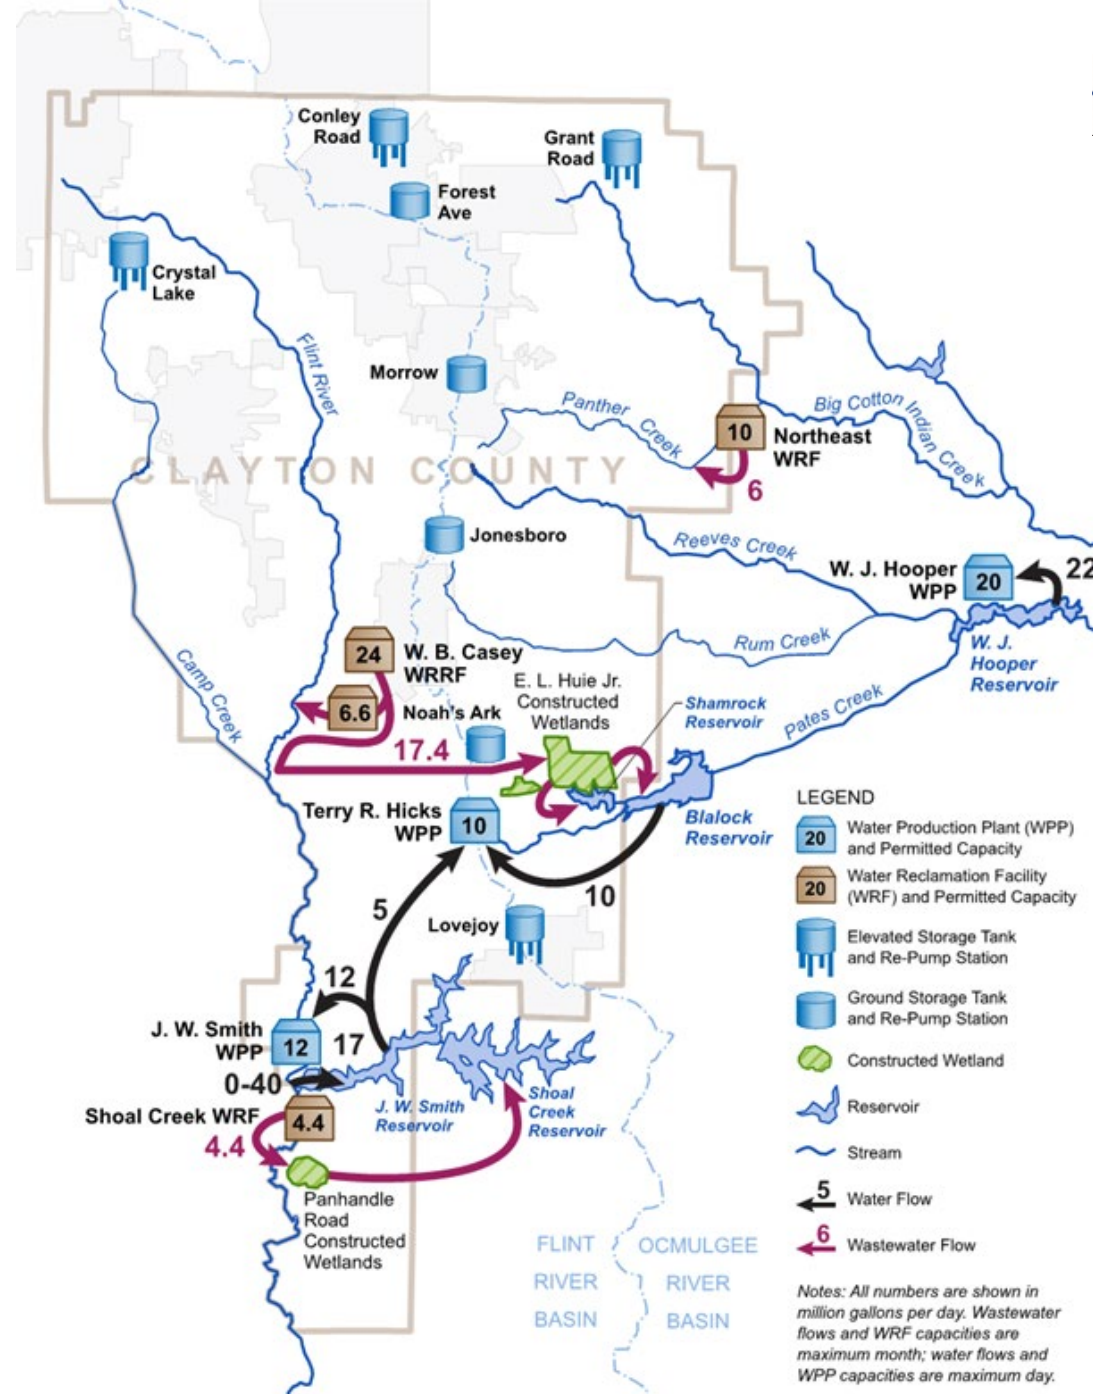 Conley
Road
Grant
Road
Forest
Ave
Crystal
Lake
Flint River
Morrow
Panther Creek
10
Northeast
WRF
6
Big Cotton Indian Creek
CLAYTON COUNTY
Jonesboro
Reeves Creek
W. J. Hooper
WPP
20
22
Rum Creek
W. J.
Hooper
Reservoir
Camp Creek
24
W. B. Casey
WRRF
6.6
Noah's Ark
E. L. Huie Jr.
Constructed
Wetlands
Shamrock
Reservoir
Pates Creek
17.4
Terry R. Hicks
WPP
10
Blalock
Reservoir
10
5
Lovejoy
12
J. W. Smith
WPP
12
17
0-40
J. W. Smith
Reservoir
Shoal
Creek
Reservoir
Shoal Creek WRF
4.4
4.4
Panhandle
Road
Constructed
Wetlands
FLINT
RIVER
BASIN
OCMULGEE
RIVER
BASIN
LEGEND
20
Water Production Plant (WPP)
and Permitted Capacity
20
Water Reclamation Facility
(WRF) and Permitted Capacity
Elevated Storage Tank
and Re-Pump Station
Ground Storage Tank
and Re-Pump Station
Constructed Wetland
Reservoir
Stream
5
Water Flow
6
Wastewater Flow
Notes: All numbers are shown in
million gallons per day. Wastewater
flows and WRF capacities are
maximum month; water flows and
WPP capacities are maximum day.